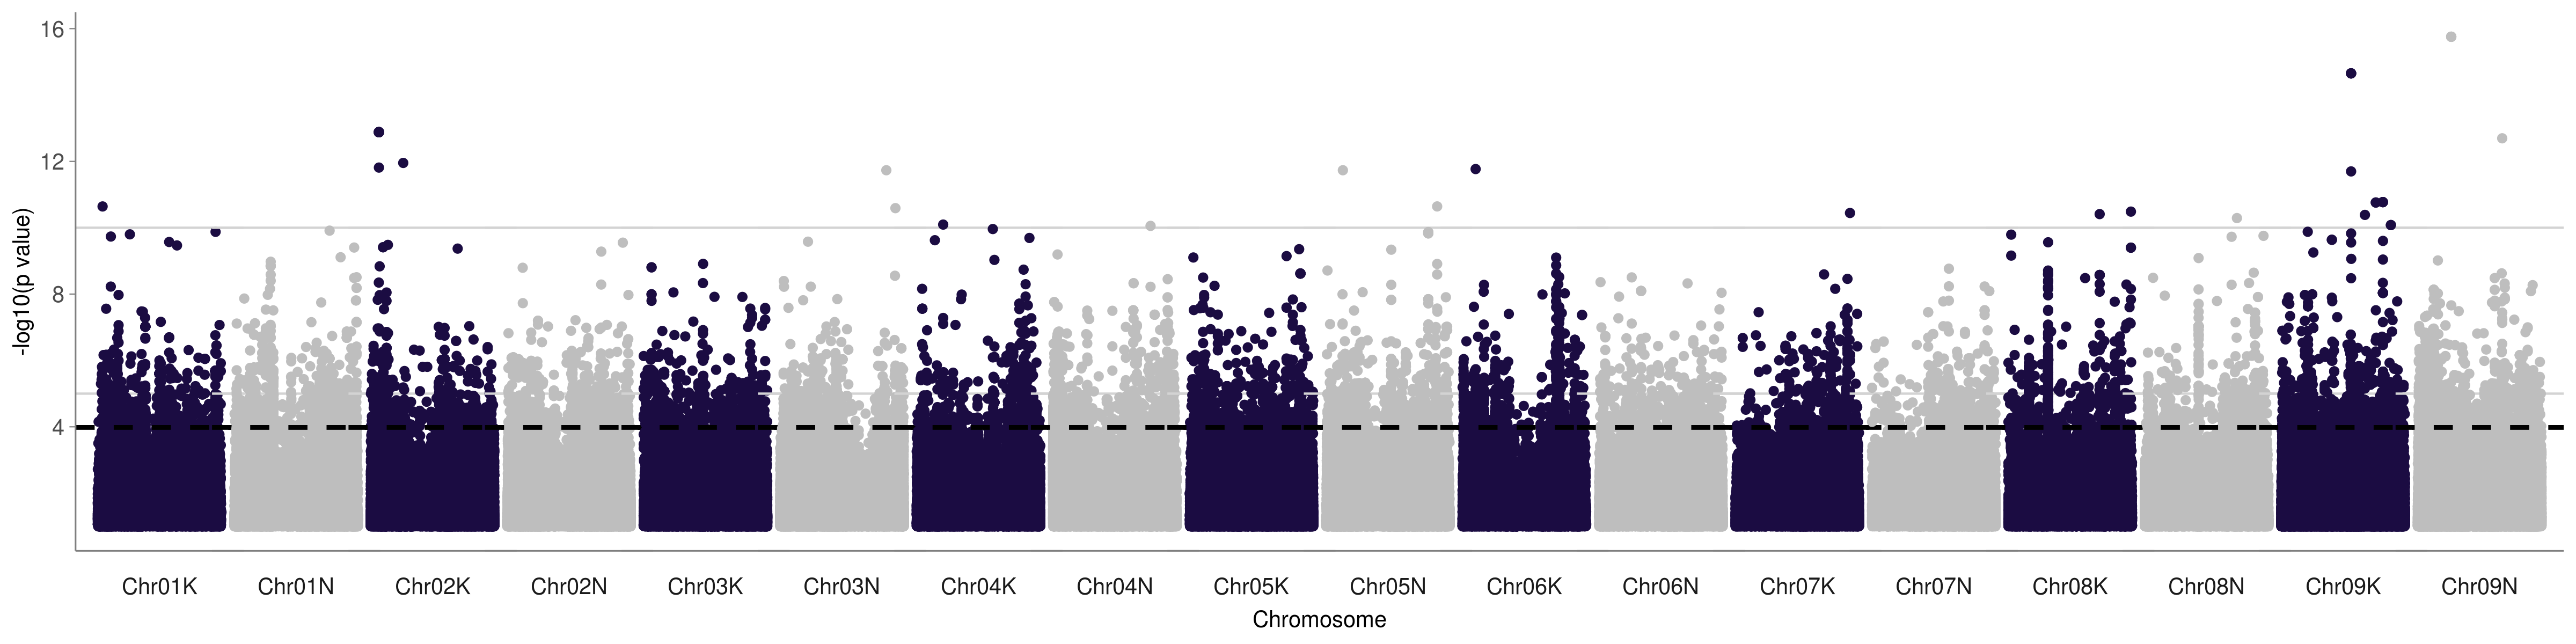 16
12
8
4
-log10(p value)
Chr01K Chr01N Chr02K Chr02N Chr03K Chr03N Chr04K Chr04N Chr05K Chr05N Chr06K Chr06N Chr07K Chr07N Chr08K Chr08N Chr09K Chr09N
Chromosome